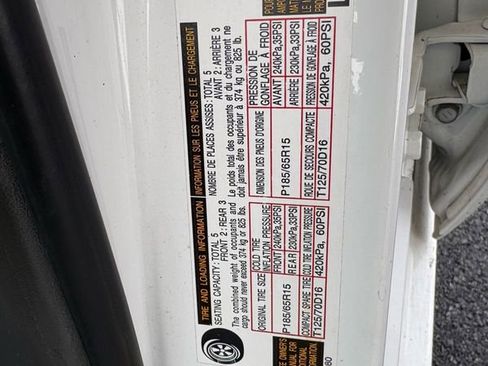 TIRE AND LOADING INFORMATION
SEATING CAPACITY: TOTAL 5
FRONT 2: REAR 3
The combined weight of occupants and
cargo should never exceed 374 kg or 825 lbs.
ORIGINAL TIRE SIZE
COLD TIRE
INFLATION PRESSURE
P185/65R15
FRONT 240kPa,35PSI
REAR 230kPa,33PSI
COMPACT SPARE TIRE
COLD TIRE INFLATION PRESSURE
T125/70D16
420kPa, 60PSI
INFORMATION SUR LES PNEUS ET LE CHARGEMENT
NOMBRE DE PLACES ASSISES: TOTAL 5
AVANT 2: ARRIÈRE 3
Le poids total des occupants et du chargement ne
doit jamais être supérieur à 374 kg ou 825 lb.
DIMENSION DES PNEUS D'ORIGINE
PRESSION DE
GONFLAGE À FROID
P185/65R15
AVANT 240kPa,35PSI
ARRIÈRE 230kPa,33PSI
ROUE DE SECOURS COMPACTE
PRESSION DE GONFLAGE À FROID
T125/70D16
420kPa, 60PSI
OWNER'S
FOR